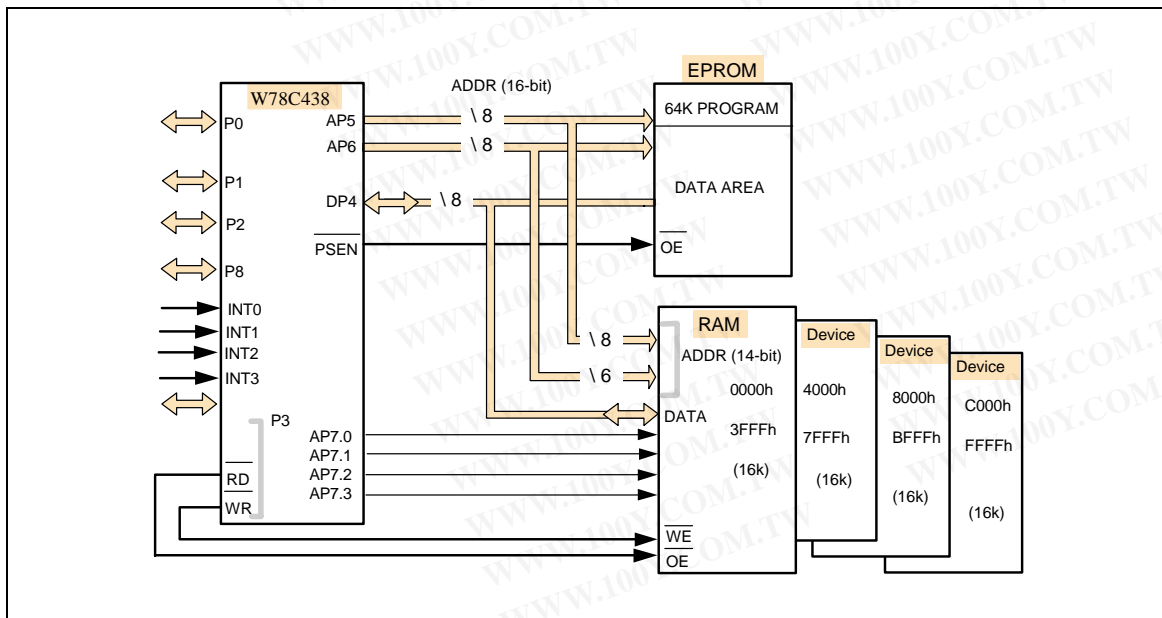 WWW.100Y.COM.TW
EPROM
W78C438
ADDR (16-bit)
64K PROGRAM
P0
AP5
\ 8
AP6
\ 8
P1
DATA AREA
DP4
\ 8
P2
PSEN
OE
P8
INT0
INT1
INT2
INT3
RAM
Device
Device
Device
\ 8
ADDR (14-bit)
\ 6
0000h
3FFFh
(16k)
4000h
7FFFh
(16k)
8000h
BFFFh
(16k)
C000h
FFFFh
(16k)
DATA
P3
AP7.0
AP7.1
AP7.2
AP7.3
RD
WR
WE
OE